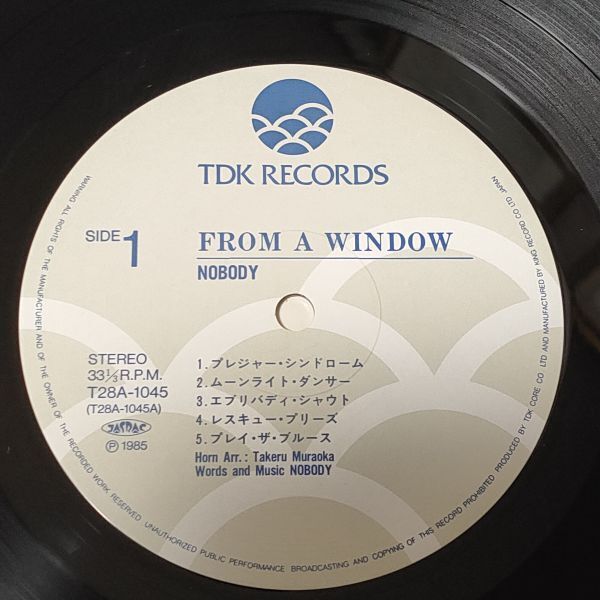 TDK RECORDS
SIDE 1
FROM A WINDOW
NOBODY
STEREO
33⅓R.P.M.
T28A-1045
(T28A-1045A)
JASRAC
Ⓟ1985
1.プレジャー・シンドローム
2.ムーンライト・ダンサー
3.エブリバディ・シャウト
4.レスキュー・プリーズ
5.プレイ・ザ・ブルース
Horn Arr.: Takeru Muraoka
Words and Music NOBODY
WARNING: ALL RIGHTS OF THE MANUFACTURER AND OF THE OWNER OF THE RECORDED WORK RESERVED. UNAUTHORIZED PUBLIC PERFORMANCE BROADCASTING AND COPYING OF THIS RECORD PROHIBITED. PRODUCED BY TDK CORE CO LTD AND MANUFACTURED BY KING RECORD CO LTD JAPAN